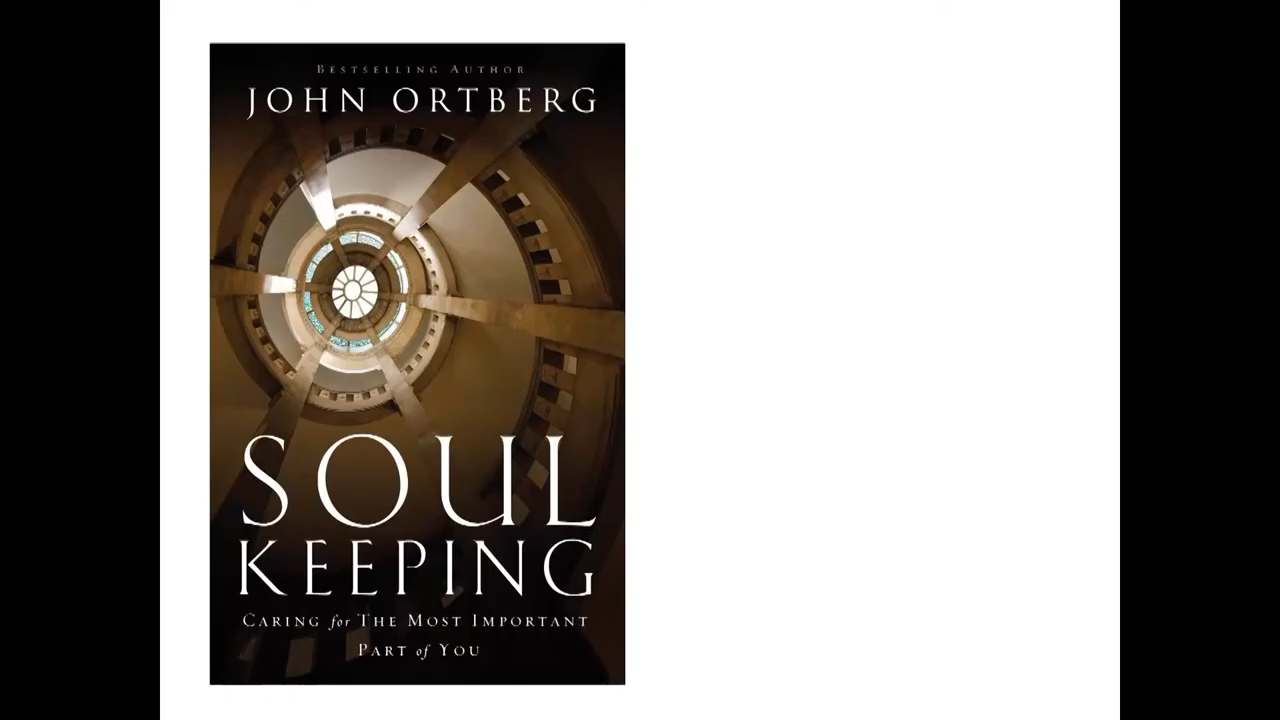 BESTSELLING AUTHOR
JOHN ORTBERG
SOUL
KEEPING
CARING for THE MOST IMPORTANT
PART of YOU